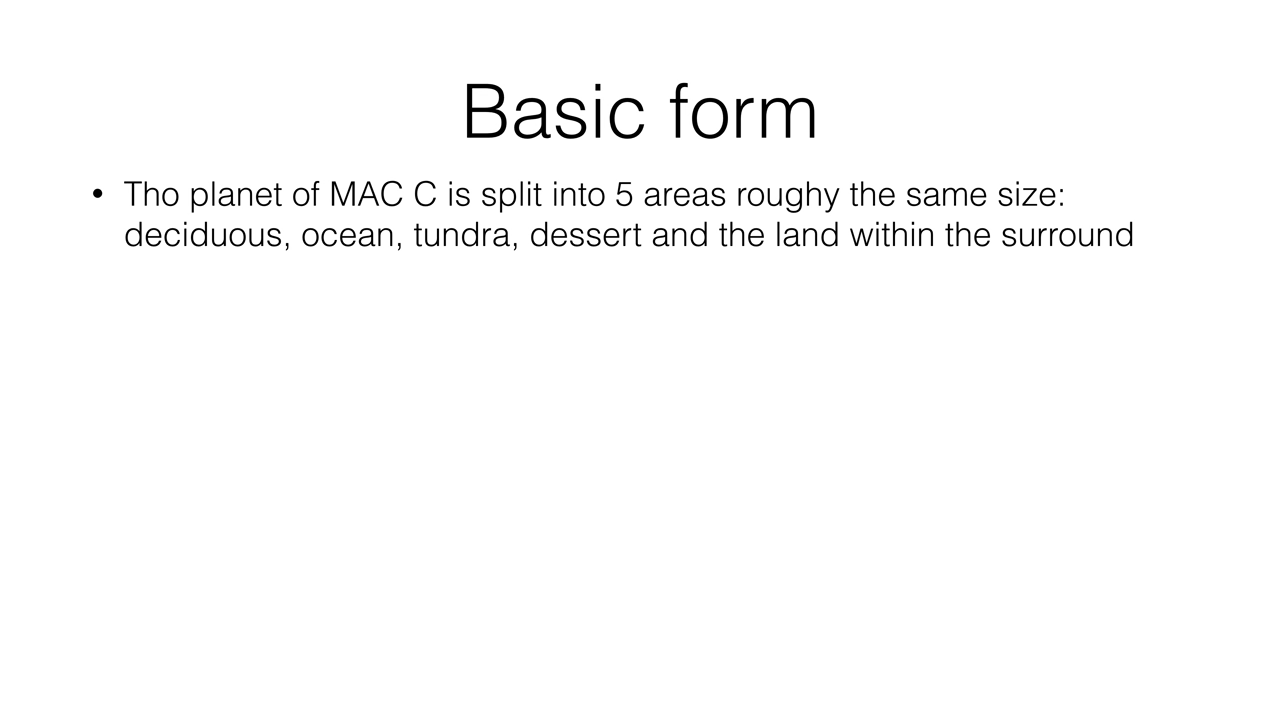 Basic form
• Tho planet of MAC C is split into 5 areas roughy the same size:
deciduous, ocean, tundra, dessert and the land within the surround